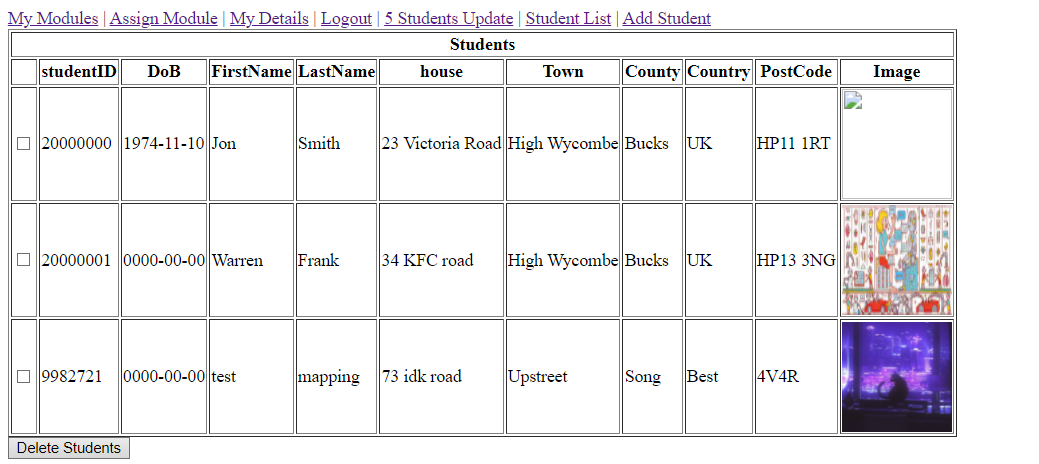 My Modules | Assign Module | My Details | Logout | 5 Students Update | Student List | Add Student
Students
studentID DoB FirstName LastName house Town County Country PostCode Image
20000000 1974-11-10 Jon Smith 23 Victoria Road High Wycombe Bucks UK HP11 1RT
20000001 0000-00-00 Warren Frank 34 KFC road High Wycombe Bucks UK HP13 3NG
9982721 0000-00-00 test mapping 73 idk road Upstreet Song Best 4V4R
Delete Students